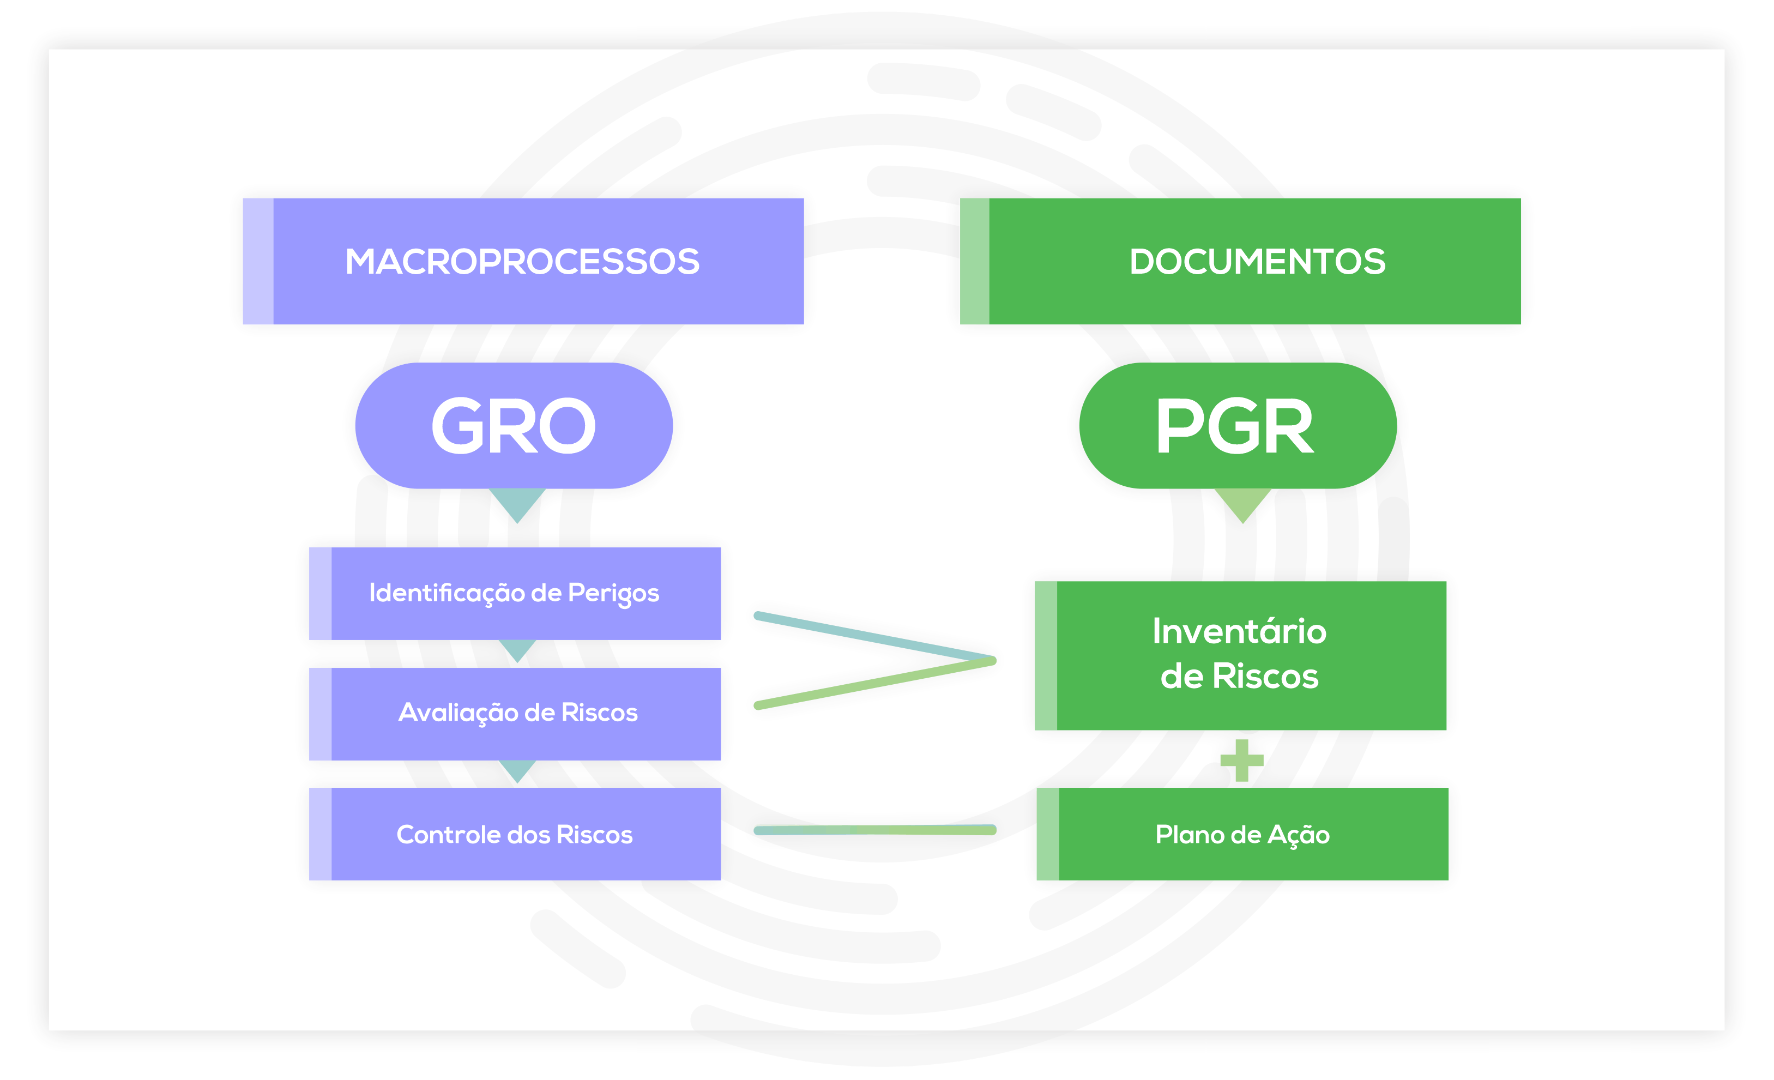 MACROPROCESSOS
DOCUMENTOS
GRO
PGR
Identificação de Perigos
Avaliação de Riscos
Controle dos Riscos
Inventário
de Riscos
Plano de Ação